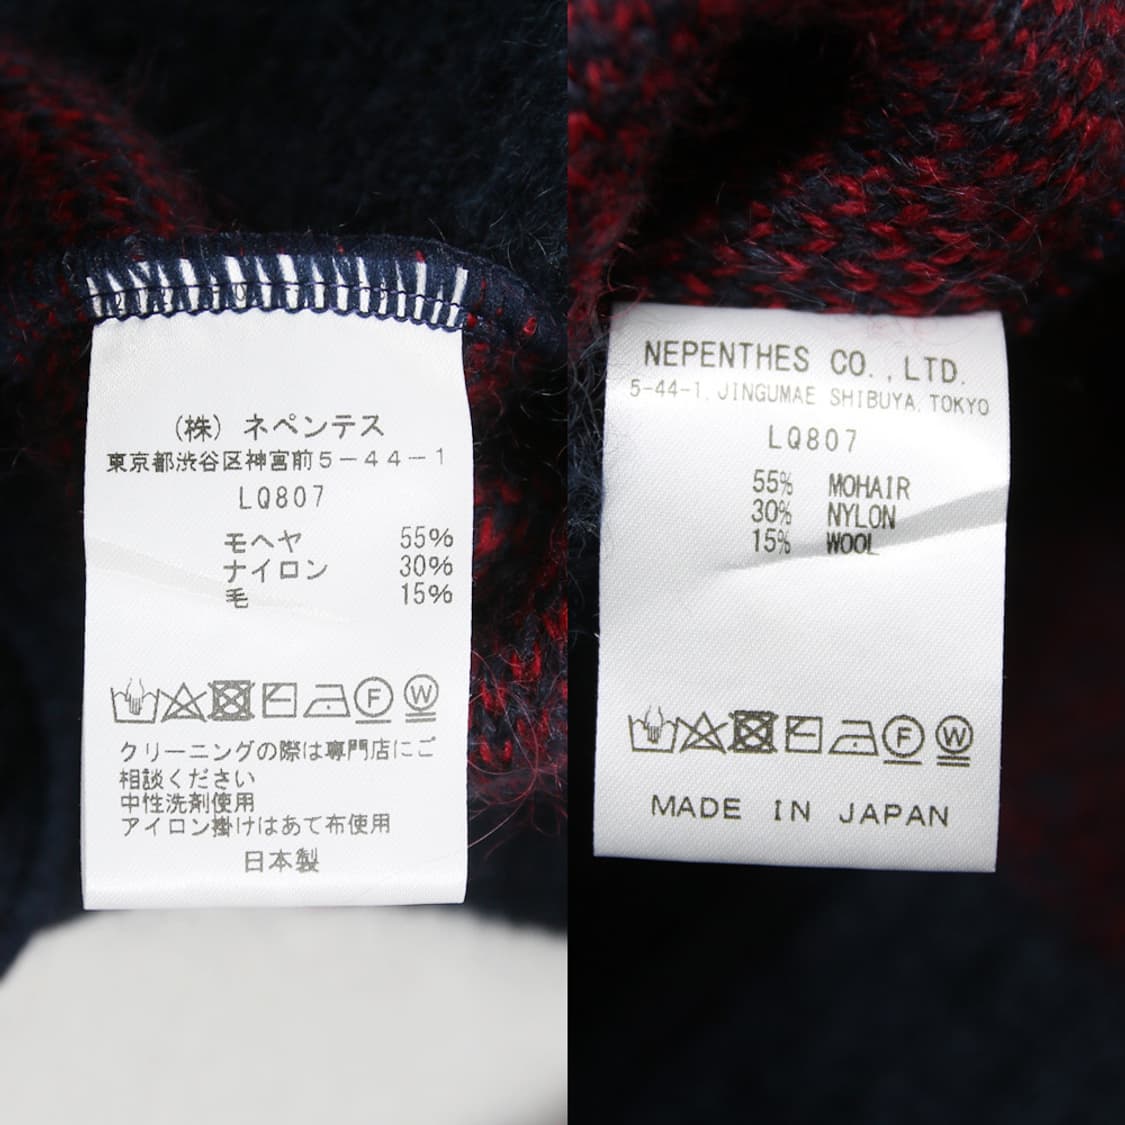 (株) ネペンテス
東京都渋谷区神宮前5-44-1
LQ807
モヘヤ 55%
ナイロン 30%
毛 15%
F W
クリーニングの際は専門店にご
相談ください
中性洗剤使用
アイロン掛けはあて布使用
日本製
NEPENTHES CO.,LTD.
5-44-1, JINGUMAE SHIBUYA, TOKYO
LQ807
55% MOHAIR
30% NYLON
15% WOOL
F W
MADE IN JAPAN